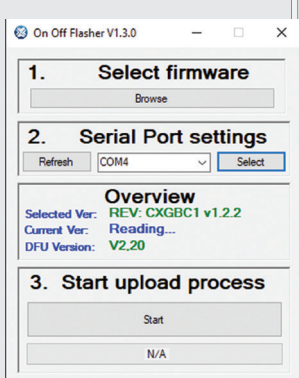 On Off Flasher V1.3.0
1. Select firmware
Browse
2. Serial Port settings
Refresh COM4 Select
Overview
Selected Ver: REV: CXGBC1 v1.2.2
Current Ver: Reading...
DFU Version: V2,20
3. Start upload process
Start
N/A